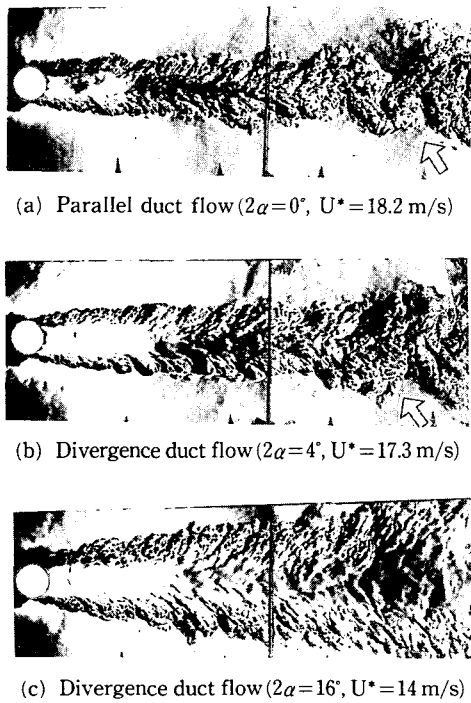 (a) Parallel duct flow (2α=0°, U*=18.2 m/s)
(b) Divergence duct flow (2α=4°, U*=17.3 m/s)
(c) Divergence duct flow (2α=16°, U*=14 m/s)